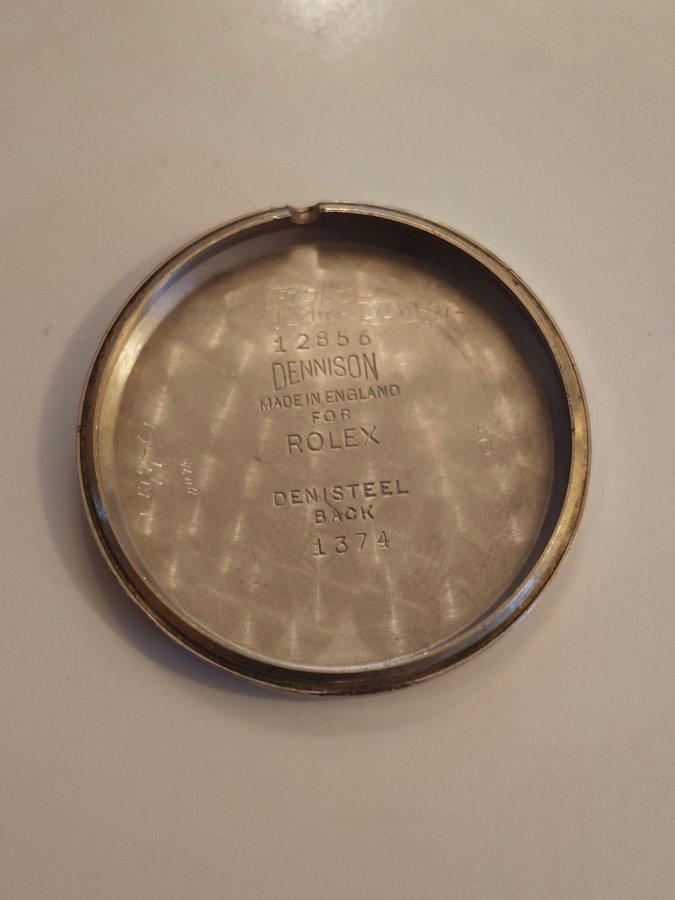 12856
DENNISON
MADE IN ENGLAND
FOR
ROLEX
DENISTEEL
BACK
1374